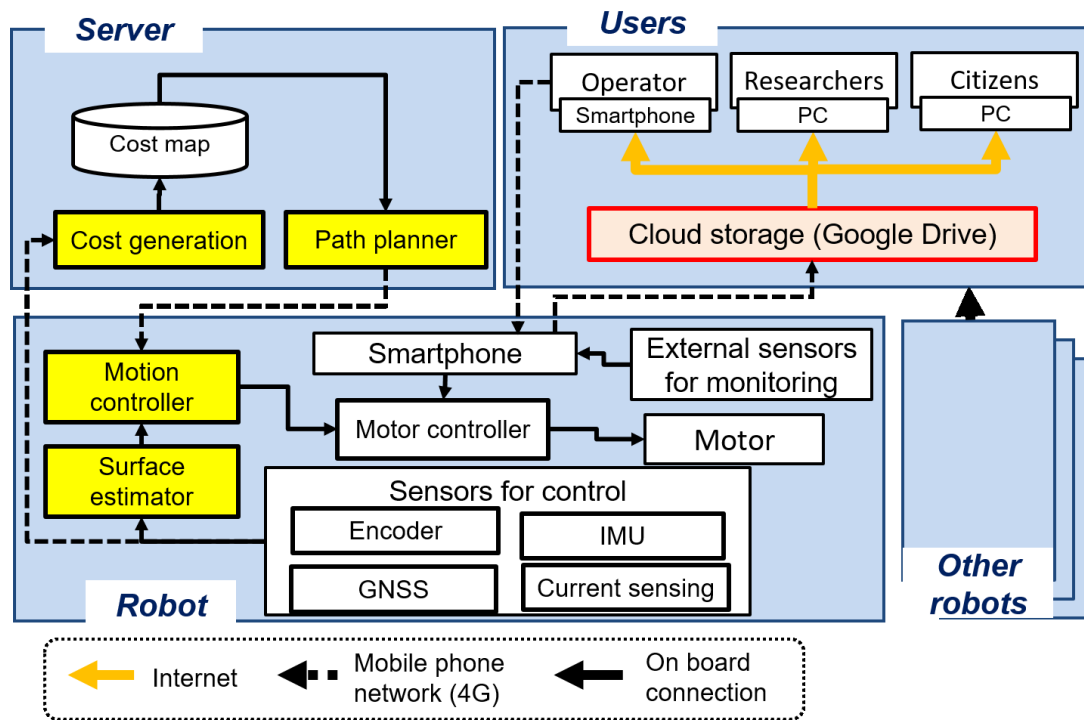 Server
Cost map
Cost generation
Path planner
Users
Operator
Smartphone
Researchers
PC
Citizens
PC
Cloud storage (Google Drive)
Motion
controller
Surface
estimator
Smartphone
External sensors
for monitoring
Motor controller
Motor
Sensors for control
Encoder
IMU
GNSS
Current sensing
Robot
Other
robots
Internet
Mobile phone
network (4G)
On board
connection